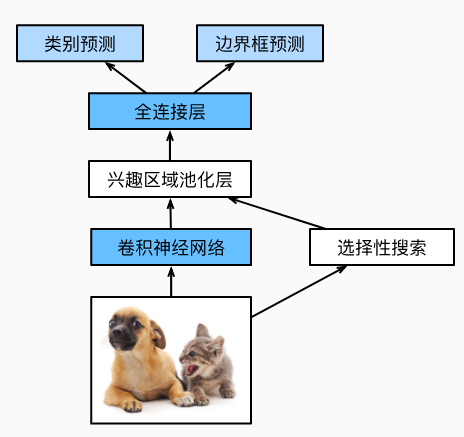 类别预测
边界框预测
全连接层
兴趣区域池化层
卷积神经网络
选择性搜索